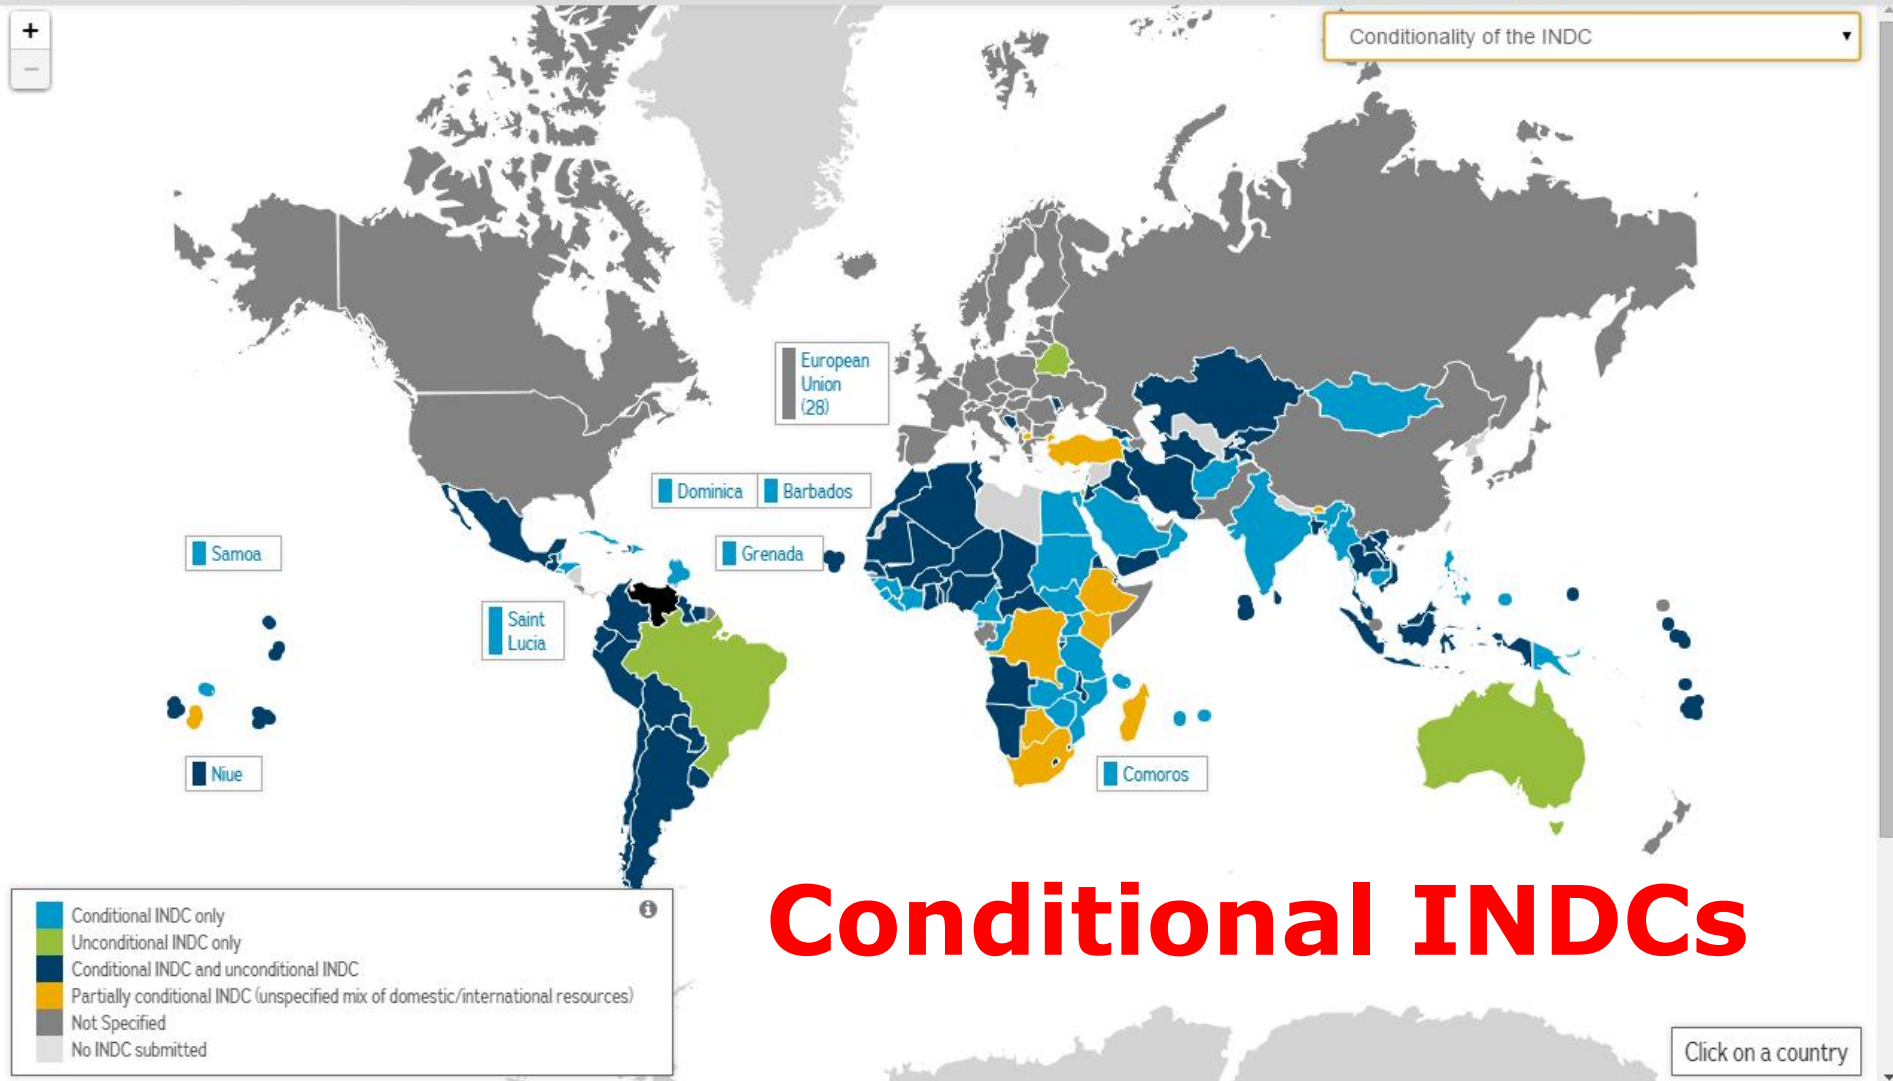 +
−
Conditionality of the INDC
European
Union
(28)
Dominica
Barbados
Samoa
Grenada
Saint
Lucia
Niue
Comoros
Conditional INDC only
Unconditional INDC only
Conditional INDC and unconditional INDC
Partially conditional INDC (unspecified mix of domestic/international resources)
Not Specified
No INDC submitted
Conditional INDCs
Click on a country